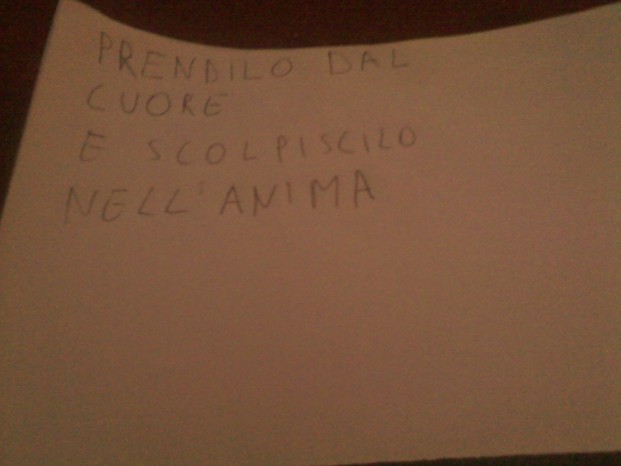 PRENDILO DAL
CUORE
E SCOLPISCILO
NELL'ANIMA